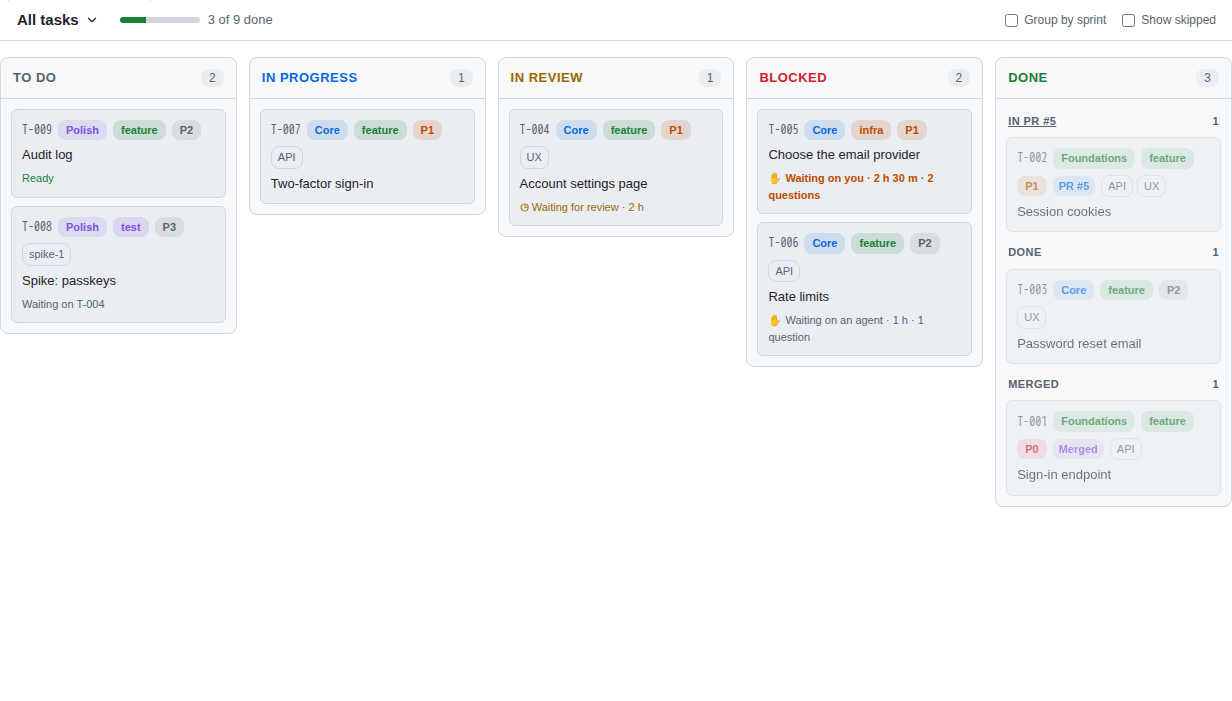 All tasks
3 of 9 done
Group by sprint
Show skipped
TO DO 2
T-009 Polish feature P2
Audit log
Ready
T-008 Polish test P3
spike-1
Spike: passkeys
Waiting on T-004
IN PROGRESS 1
T-007 Core feature P1
API
Two-factor sign-in
IN REVIEW 1
T-004 Core feature P1
UX
Account settings page
Waiting for review · 2 h
BLOCKED 2
T-005 Core infra P1
Choose the email provider
✋ Waiting on you · 2 h 30 m · 2
questions
T-006 Core feature P2
API
Rate limits
✋ Waiting on an agent · 1 h · 1
question
DONE 3
IN PR #5 1
T-002 Foundations feature
P1 PR #5 API UX
Session cookies
DONE 1
T-003 Core feature P2
UX
Password reset email
MERGED 1
T-001 Foundations feature
P0 Merged API
Sign-in endpoint